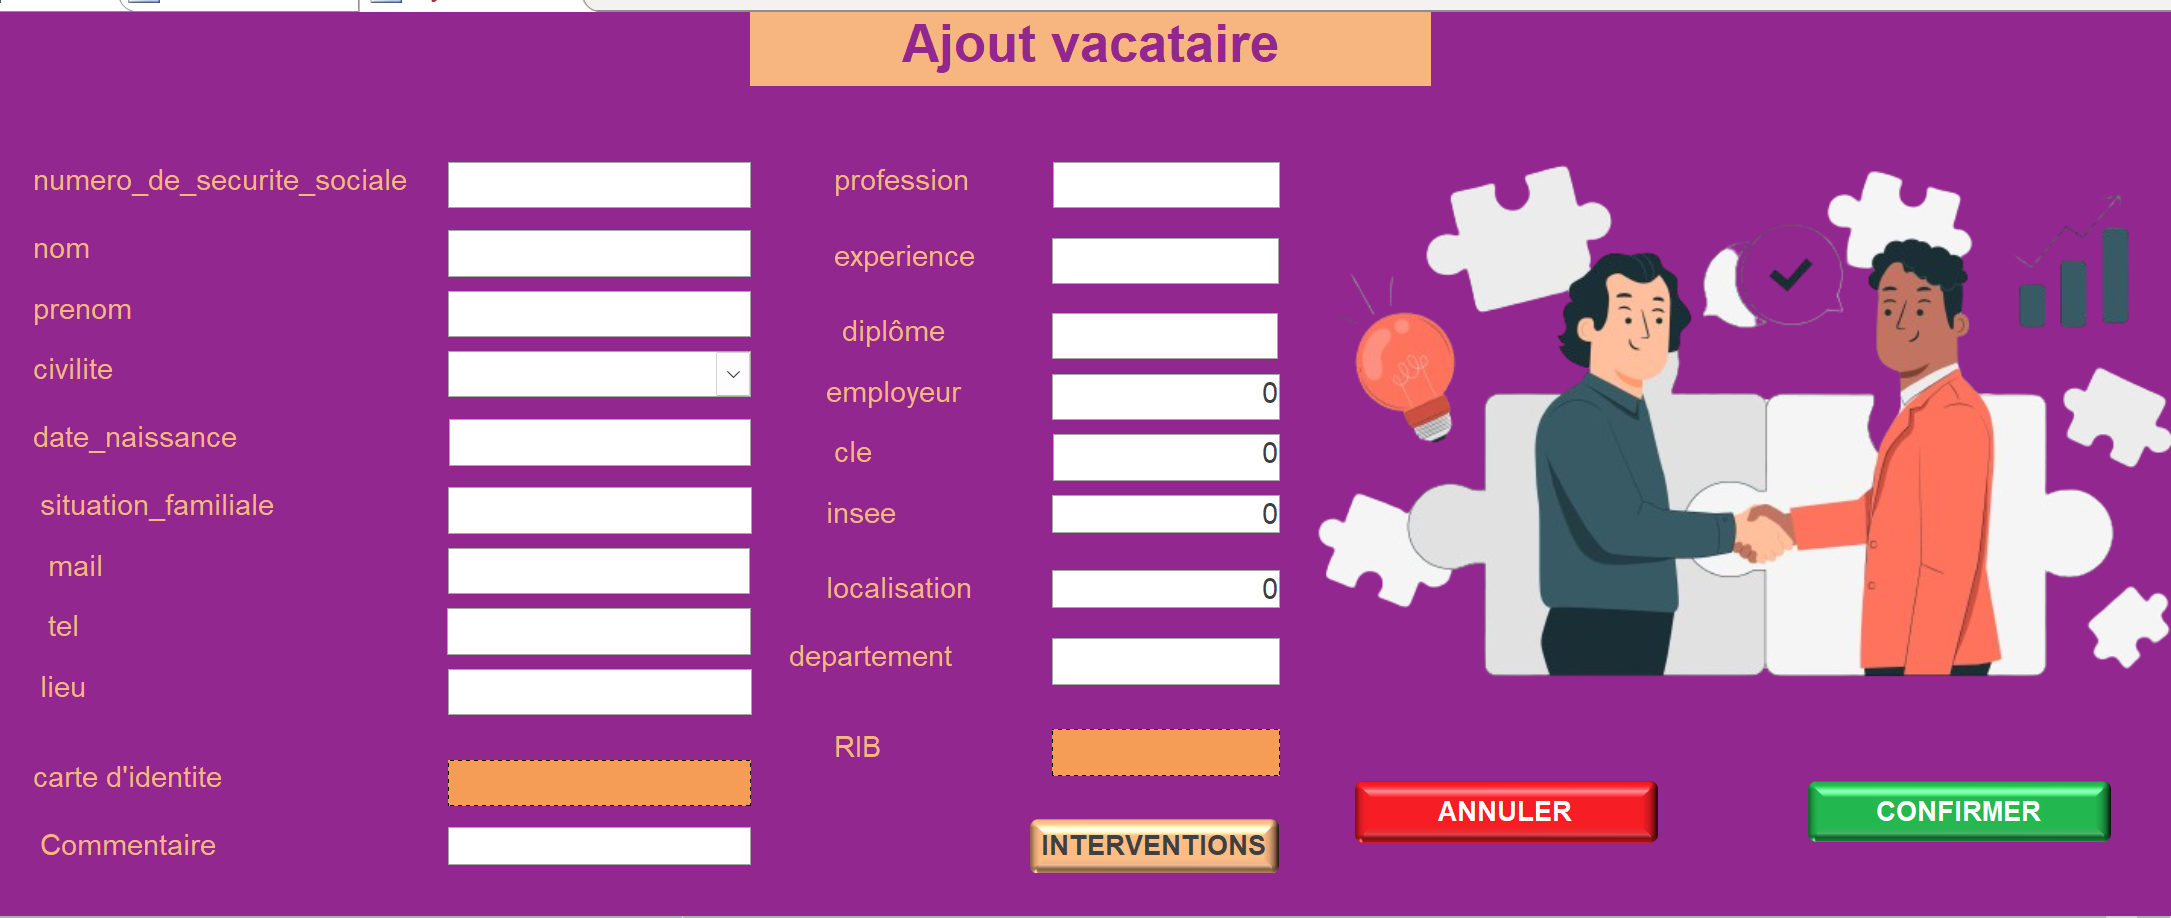 Ajout vacataire
numero_de_securite_sociale
nom
prenom
civilite
date_naissance
situation_familiale
mail
tel
lieu
carte d'identite
Commentaire
profession
experience
diplôme
employeur 0
cle 0
insee 0
localisation 0
departement
RIB
INTERVENTIONS
ANNULER
CONFIRMER